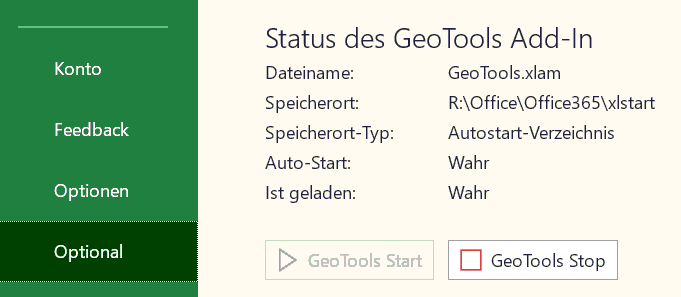 Konto
Feedback
Optionen
Optional
Status des GeoTools Add-In
Dateiname: GeoTools.xlam
Speicherort: R:\Office\Office365\xlstart
Speicherort-Typ: Autostart-Verzeichnis
Auto-Start: Wahr
Ist geladen: Wahr
GeoTools Start GeoTools Stop